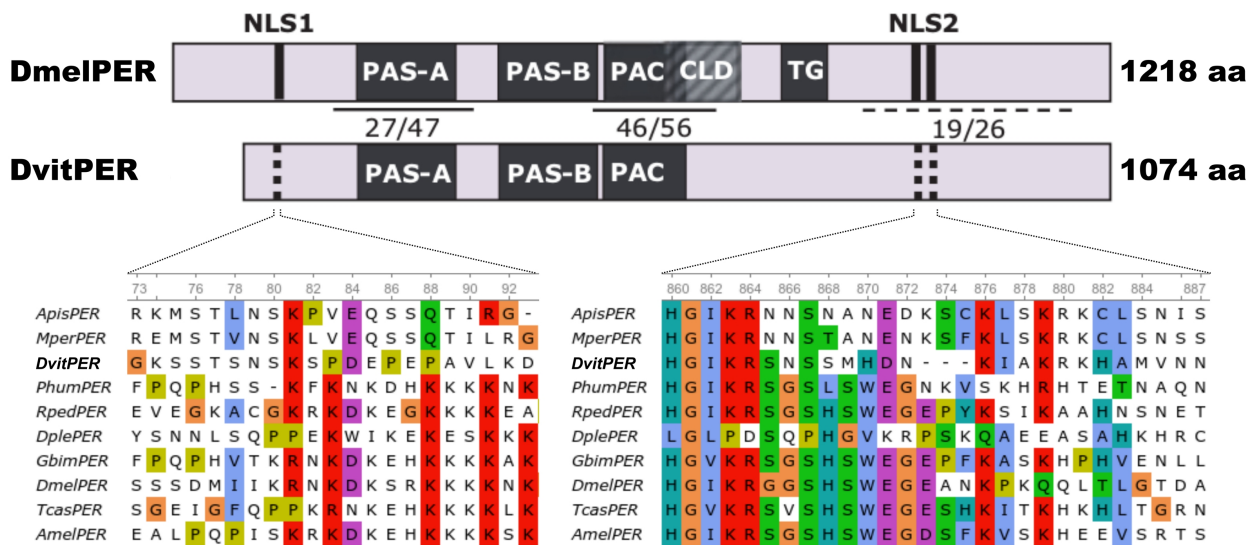 NLS1 NLS2
DmelPER PAS-A PAS-B PAC CLD TG 1218 aa
27/47 46/56 19/26
DvitPER PAS-A PAS-B PAC 1074 aa
73 76 78 80 82 84 86 88 90 92 860 862 864 866 868 870 872 874 876 878 880 882 884 887
ApisPER R K M S T L N S K P V E Q S S Q T I R G - ApisPER H G I K R N N S N A N E D K S C K L S K R K C L S N I S
MperPER R E M S T V N S K L V E Q S S Q T I L R G MperPER H G I K R N N S T A N E N K S F K L S K R K C L S N S S
DvitPER G K S S T S N S K S P D E P E P A V L K D DvitPER H G I K R S N S S M H D N - - - K I A K R K H A M V N N
PhumPER F P Q P H S S - K F K N K D H K K K K N K PhumPER H G I K R S G S L S W E G N K V S K H R H T E T N A Q N
RpedPER E V E G K A C G K R K D K E G K K K K E A RpedPER H G I K R S G S H S W E G E P Y K S I K A A H N S N E T
DplePER Y S N N L S Q P P E K W I K E K E S K K K DplePER L G L P D S Q P H G V K R P S K Q A E E A S A H K H R C
GbimPER F P Q P H V T K R N K D K E H K K K K A K GbimPER H G V K R S G S H S W E G E P F K A S K H P H V E N L L
DmelPER S S S D M I I K R N K D K S R K K K K N K DmelPER H G I K R G G S H S W E G E A N K P K Q Q L T L G T D A
TcasPER S G E I G F Q P P K R N K E H K K K K L K TcasPER H G I K R S V S H S W E G E S H K I T K H K H L T G R N
AmelPER E A L P Q P I S K R K D K E H K K K K S K AmelPER H G V K R S G S H S W E G D S F K V S K H E E V S R T S